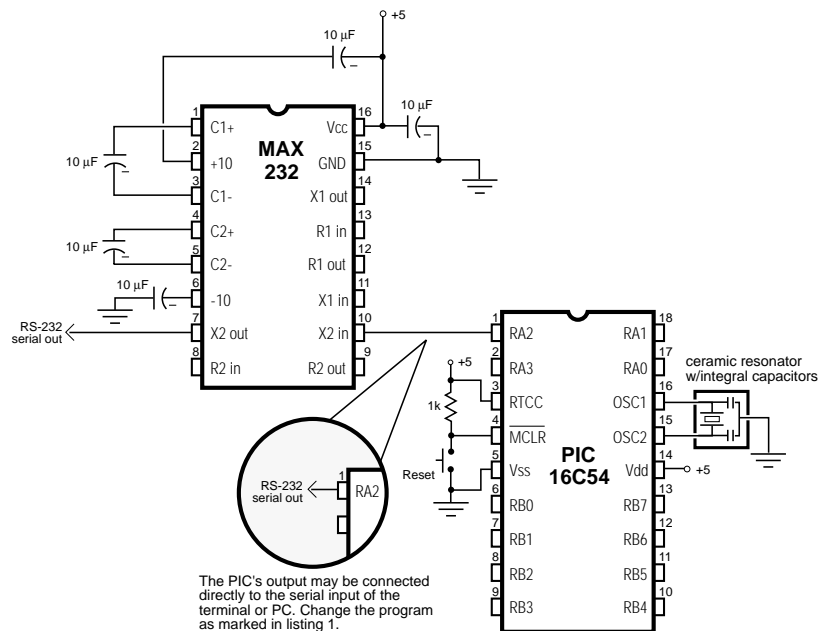 +5
10 µF
10 µF
MAX
232
1
C1+
2
+10
3
C1-
4
C2+
5
C2-
6
-10
7
X2 out
8
R2 in
16
Vcc
15
GND
14
X1 out
13
R1 in
12
R1 out
11
X1 in
10
X2 in
9
R2 out
10 µF
10 µF
10 µF
RS-232
serial out
+5
1k
Reset
PIC
16C54
1
RA2
2
RA3
3
RTCC
4
MCLR
5
Vss
6
RB0
7
RB1
8
RB2
9
RB3
18
RA1
17
RA0
16
OSC1
15
OSC2
14
Vdd
13
RB7
12
RB6
11
RB5
10
RB4
ceramic resonator
w/integral capacitors
+5
RS-232
serial out
1
RA2
The PIC's output may be connected
directly to the serial input of the
terminal or PC. Change the program
as marked in listing 1.